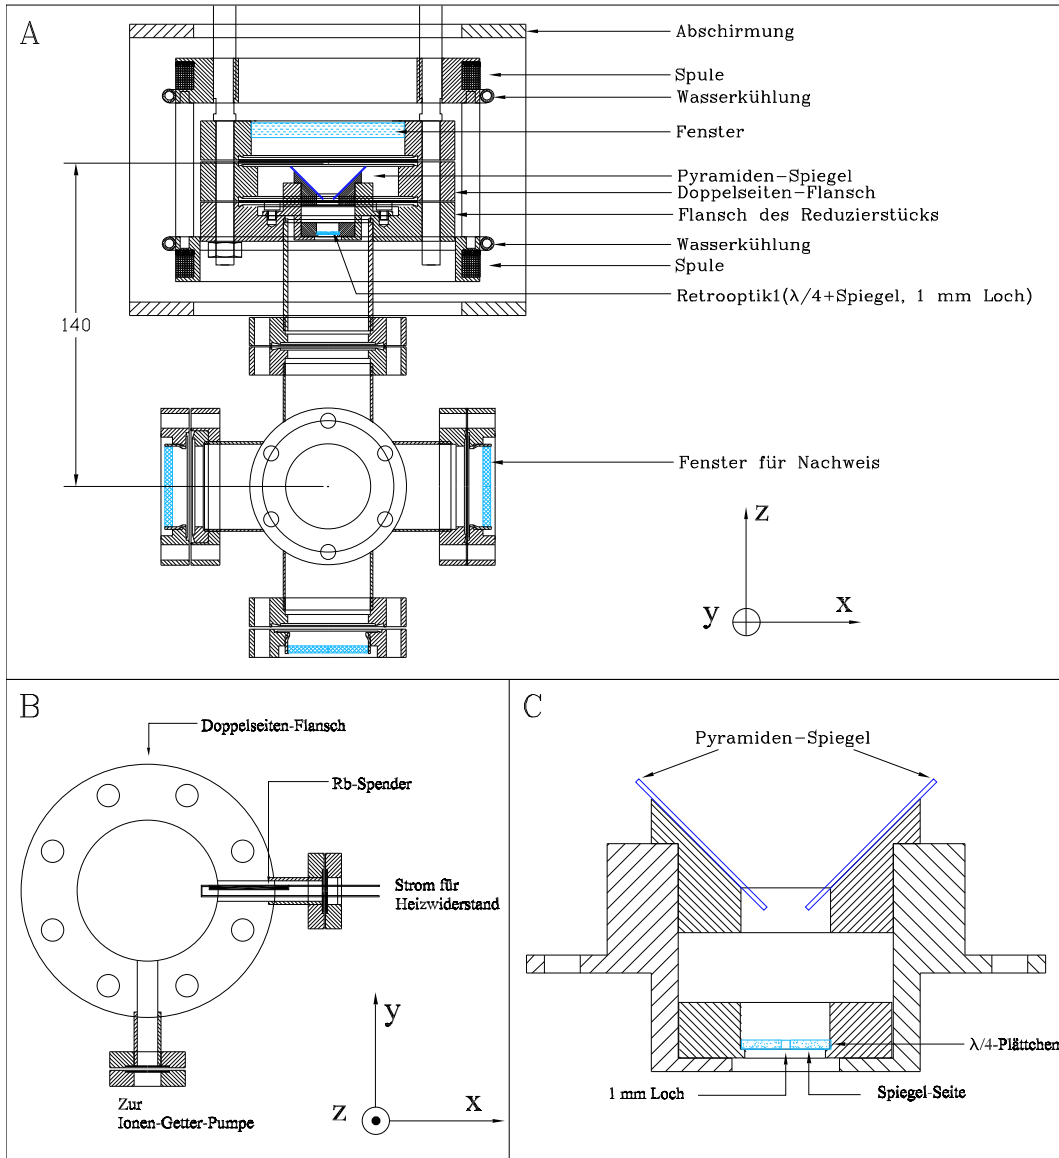 A
Abschirmung
Spule
Wasserkühlung
Fenster
Pyramiden-Spiegel
Doppelseiten-Flansch
Flansch des Reduzierstücks
Wasserkühlung
Spule
Retrooptik1(λ/4+Spiegel, 1 mm Loch)
140
Fenster für Nachweis
z
y
x
B
Doppelseiten-Flansch
Rb-Spender
Strom für
Heizwiderstand
y
z
x
Zur
Ionen-Getter-Pumpe
C
Pyramiden-Spiegel
λ/4-Plättchen
1 mm Loch
Spiegel-Seite